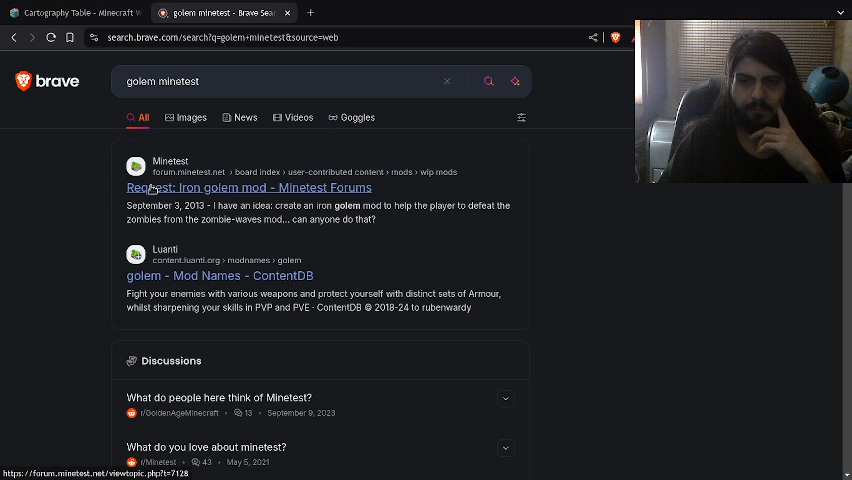 Cartography Table - Minecraft W
golem minetest - Brave Sear
search.brave.com/search?q=golem+minetest&source=web
brave
golem minetest
All
Images
News
Videos
Goggles
Minetest
forum.minetest.net › board index › user-contributed content › mods › wip mods
Request: Iron golem mod - Minetest Forums
September 3, 2013 - I have an idea: create an iron golem mod to help the player to defeat the
zombies from the zombie-waves mod... can anyone do that?
Luanti
content.luanti.org › modnames › golem
golem - Mod Names - ContentDB
Fight your enemies with various weapons and protect yourself with distinct sets of Armour,
whilst sharpening your skills in PVP and PVE · ContentDB © 2018-24 to rubenwardy
Discussions
What do people here think of Minetest?
r/GoldenAgeMinecraft • 13 • September 9, 2023
What do you love about minetest?
r/Minetest • 43 • May 5, 2021
https://forum.minetest.net/viewtopic.php?t=7128